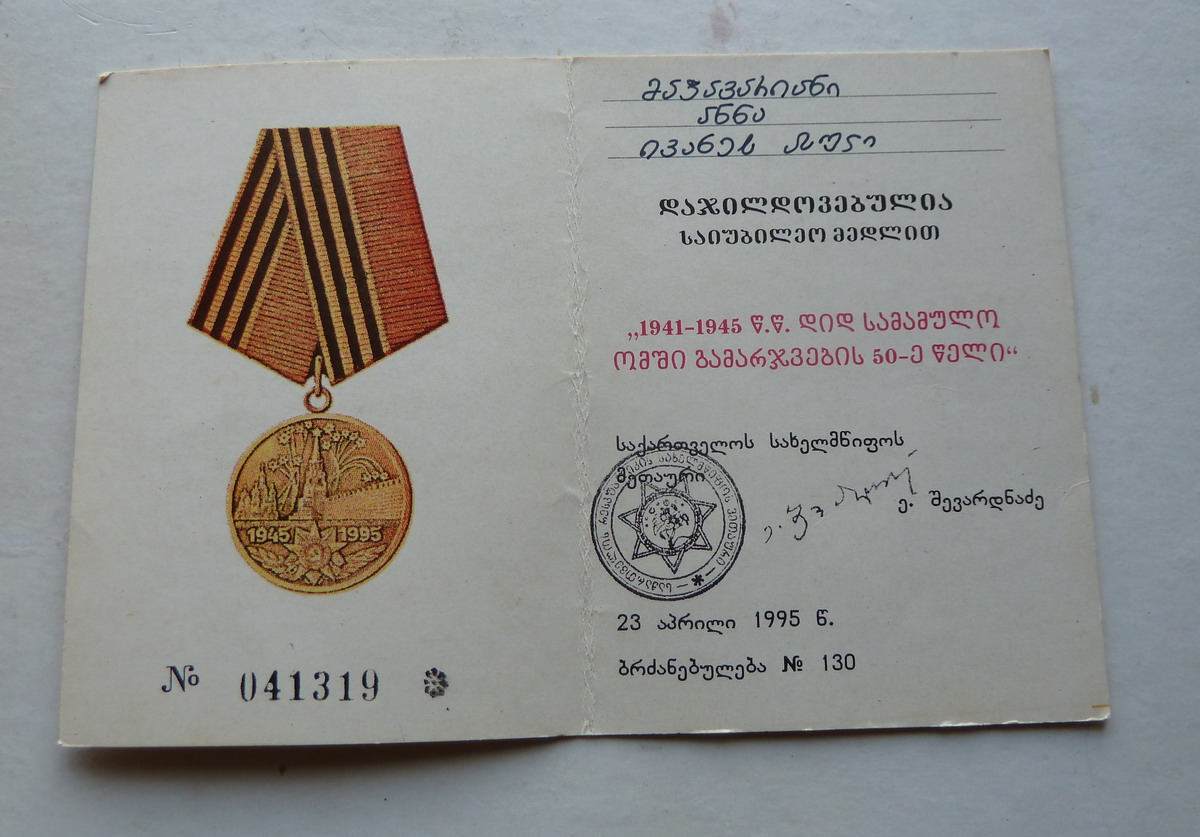 1945 1995
№ 041319
მაჭავარიანი
ანნა
ივანეს ასული
ᲓᲐᲯᲘᲚᲓᲝᲕᲔᲑᲣᲚᲘᲐ
ᲡᲐᲘᲣᲑᲘᲚᲔᲝ ᲛᲔᲓᲚᲘᲗ
„1941-1945 Წ.Წ. ᲓᲘᲓ ᲡᲐᲛᲐᲛᲣᲚᲝ
ᲝᲛᲨᲘ ᲒᲐᲛᲐᲠᲯᲕᲔᲑᲘᲡ 50-Ე ᲬᲔᲚᲘ“
საქართველოს სახელმწიფოს
მეთაური
ე. შევარდნაძე
23 აპრილი 1995 წ.
ბრძანებულება № 130